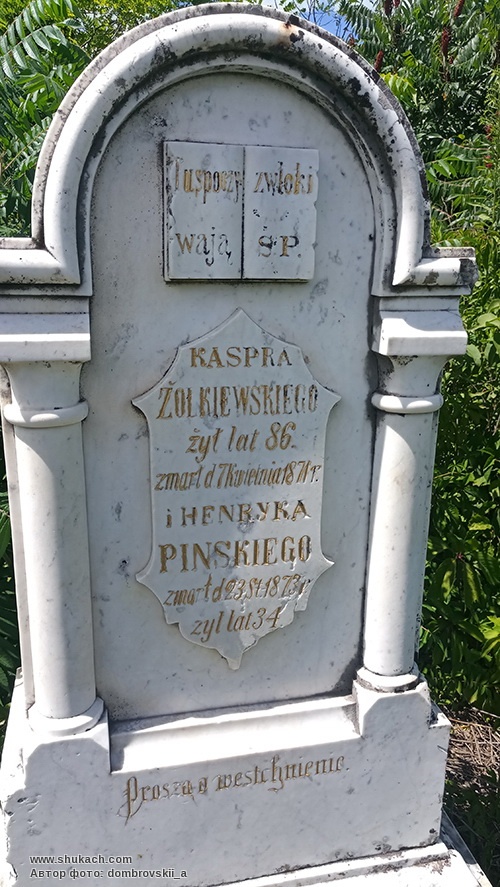 Tu spoczy zwłoki
wają Ś.P.
KASPRA
ŻOŁKIEWSKIEGO
żył lat 86.
zmarł d 7 Kwietnia 1871 r.
i HENRYKA
PINSKIEGO
zmarł d 23. St. 1873 r.
żył lat 34.
Proszą o westchnienie.
www.shukach.com
Автор фото: dombrovskii_a